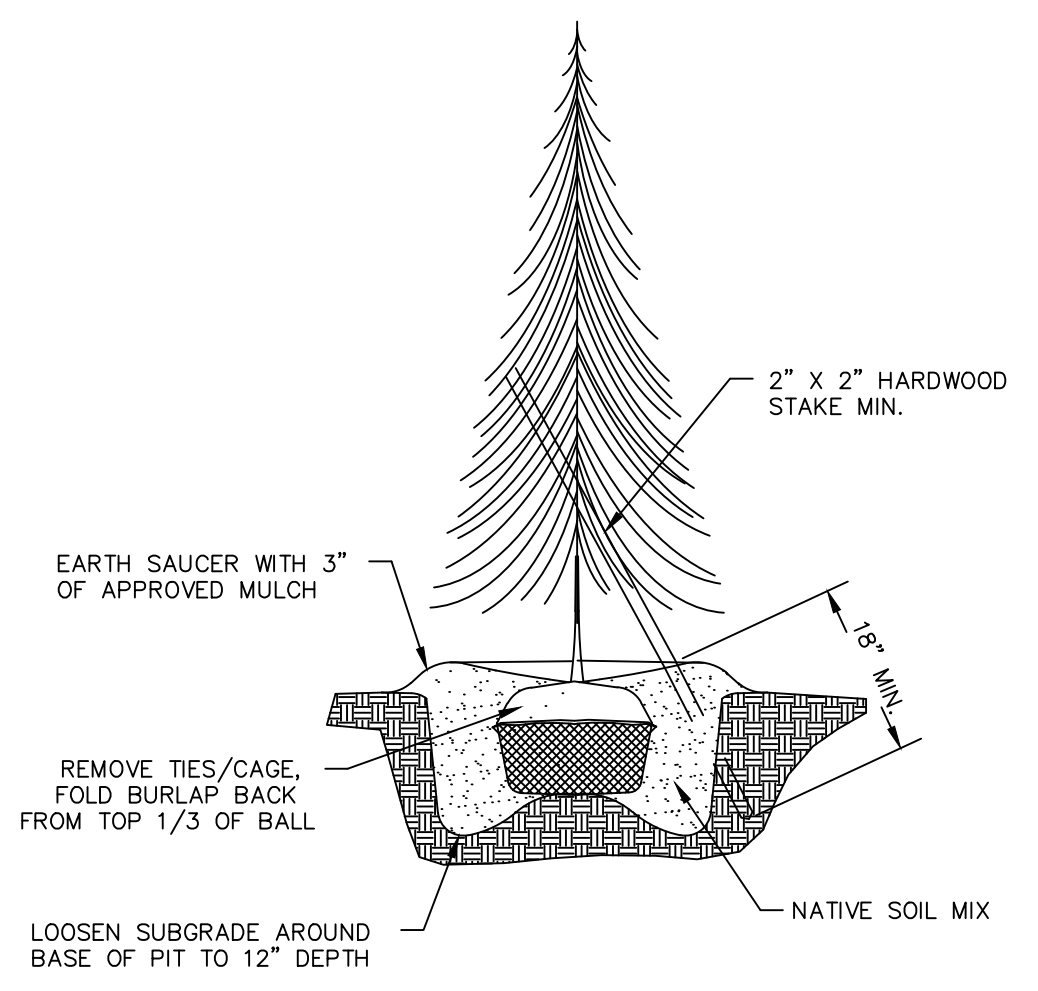 2” X 2” HARDWOOD
STAKE MIN.
EARTH SAUCER WITH 3”
OF APPROVED MULCH
18” MIN.
REMOVE TIES/CAGE,
FOLD BURLAP BACK
FROM TOP 1/3 OF BALL
NATIVE SOIL MIX
LOOSEN SUBGRADE AROUND
BASE OF PIT TO 12” DEPTH